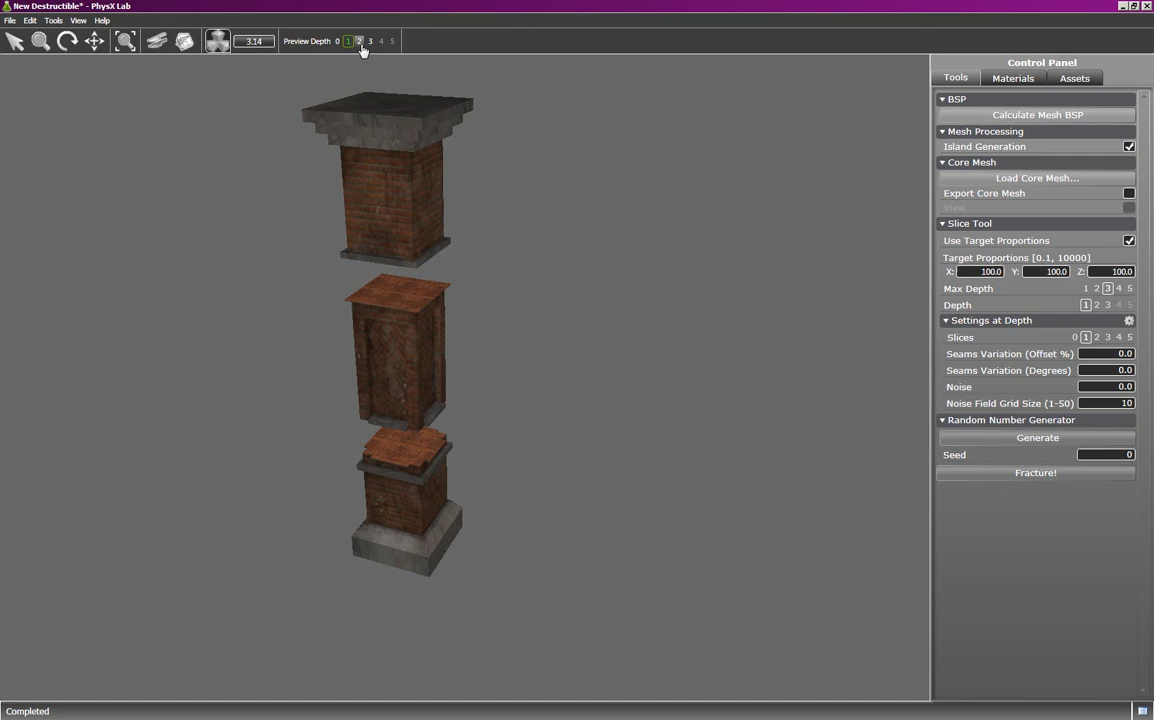 New Destructible* - PhysX Lab
File Edit Tools View Help
3.14 Preview Depth 0 1 2 3 4 5
Control Panel
Tools Materials Assets
BSP
Calculate Mesh BSP
Mesh Processing
Island Generation
Core Mesh
Load Core Mesh...
Export Core Mesh
View
Slice Tool
Use Target Proportions
Target Proportions [0.1, 10000]
X: 100.0 Y: 100.0 Z: 100.0
Max Depth 1 2 3 4 5
Depth 1 2 3 4 5
Settings at Depth
Slices 0 1 2 3 4 5
Seams Variation (Offset %) 0.0
Seams Variation (Degrees) 0.0
Noise 0.0
Noise Field Grid Size (1-50) 10
Random Number Generator
Generate
Seed 0
Fracture!
Completed